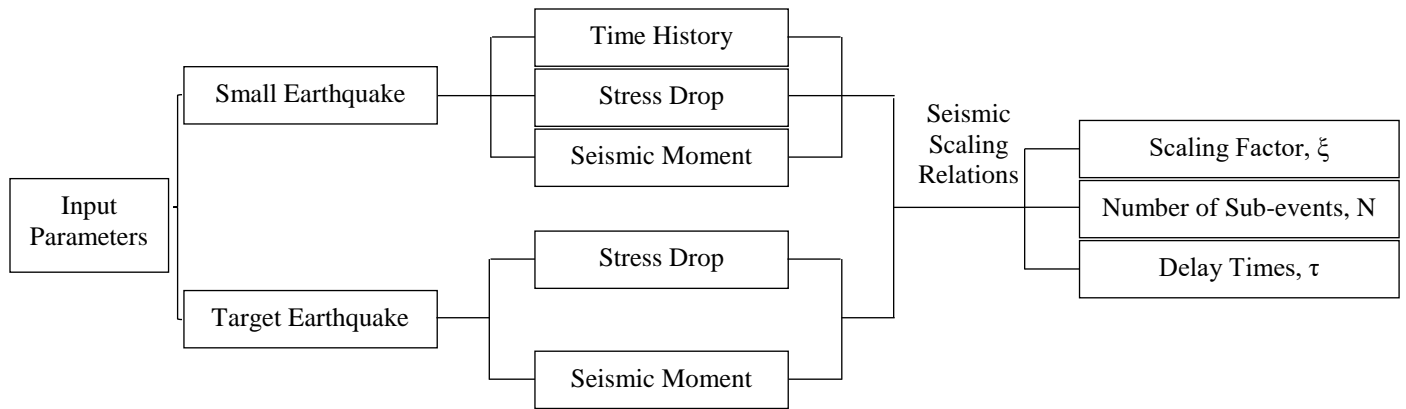 Input
Parameters
Small Earthquake
Target Earthquake
Time History
Stress Drop
Seismic Moment
Stress Drop
Seismic Moment
Seismic
Scaling
Relations
Scaling Factor, ξ
Number of Sub-events, N
Delay Times, τ